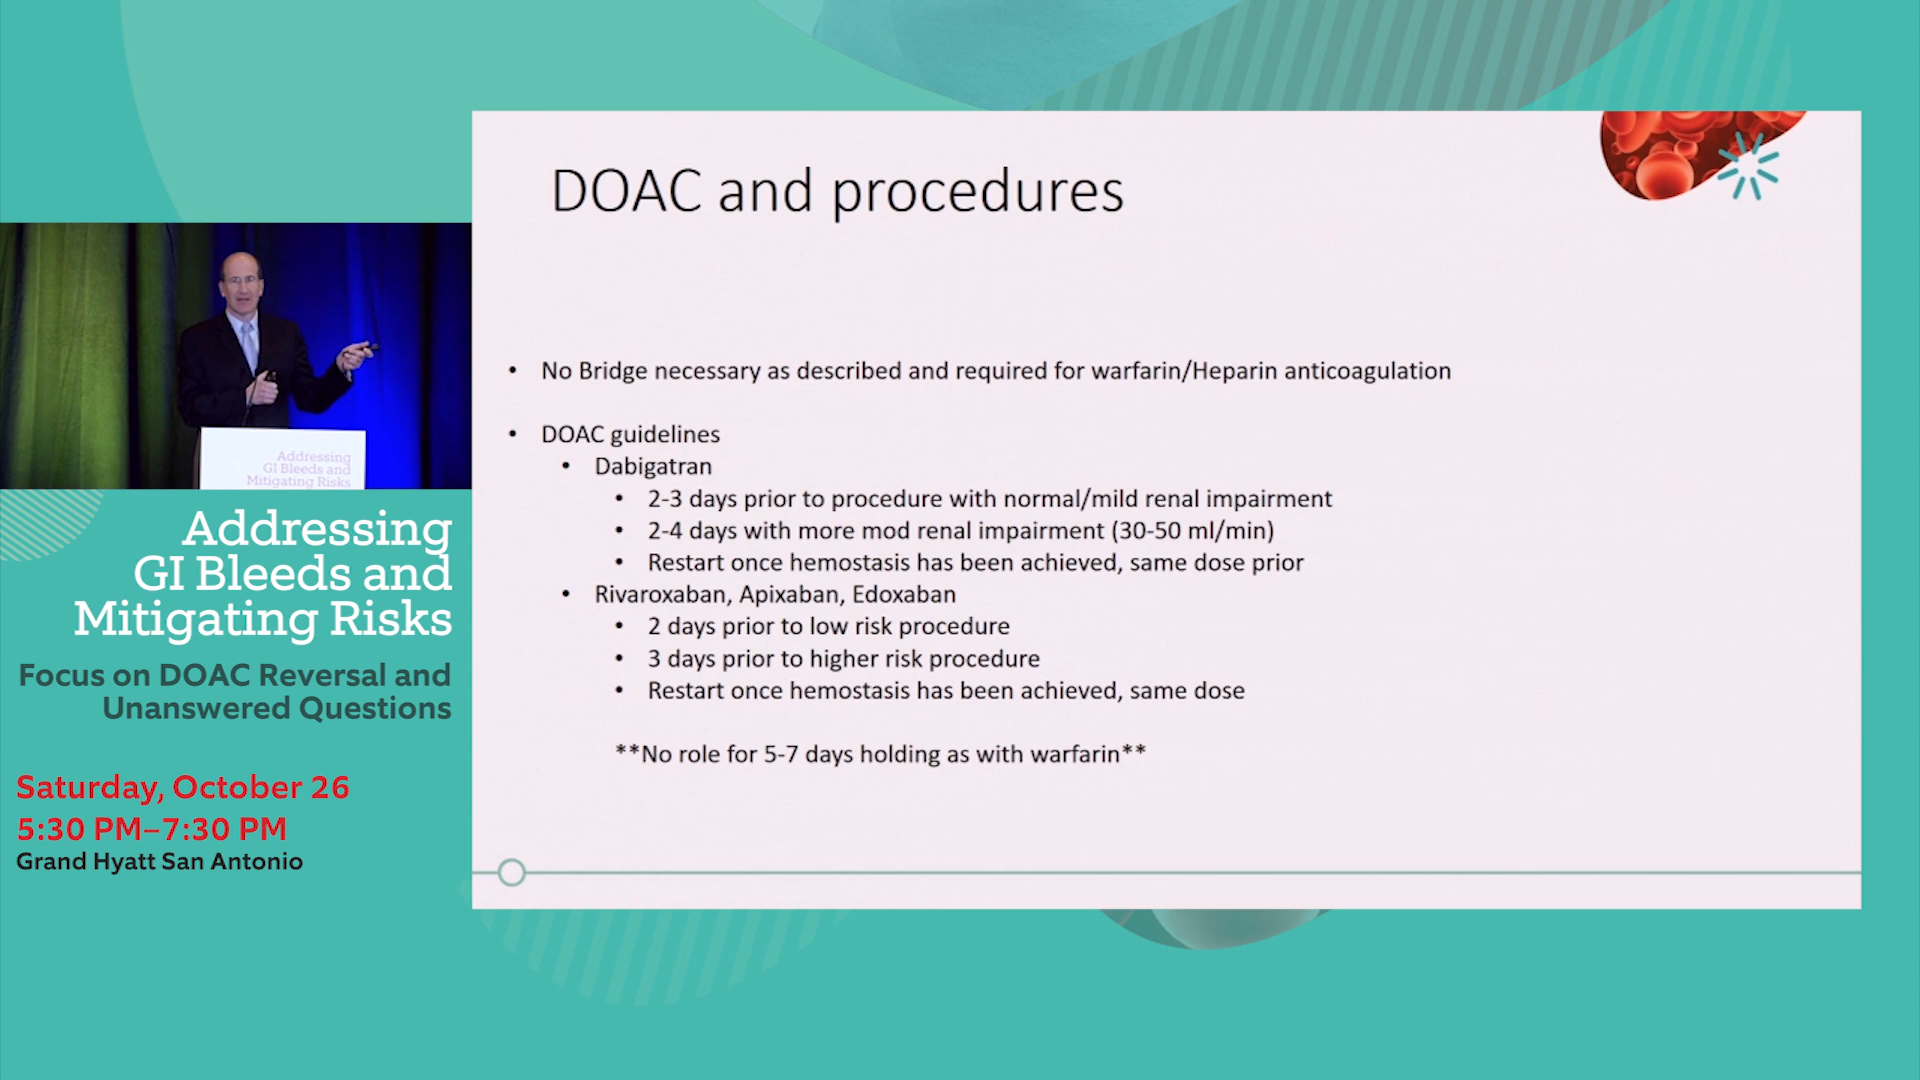 DOAC and procedures
• No Bridge necessary as described and required for warfarin/Heparin anticoagulation
• DOAC guidelines
• Dabigatran
• 2-3 days prior to procedure with normal/mild renal impairment
• 2-4 days with more mod renal impairment (30-50 ml/min)
• Restart once hemostasis has been achieved, same dose prior
• Rivaroxaban, Apixaban, Edoxaban
• 2 days prior to low risk procedure
• 3 days prior to higher risk procedure
• Restart once hemostasis has been achieved, same dose
**No role for 5-7 days holding as with warfarin**
Addressing
GI Bleeds and
Mitigating Risks
Addressing
GI Bleeds and
Mitigating Risks
Focus on DOAC Reversal and
Unanswered Questions
Saturday, October 26
5:30 PM–7:30 PM
Grand Hyatt San Antonio